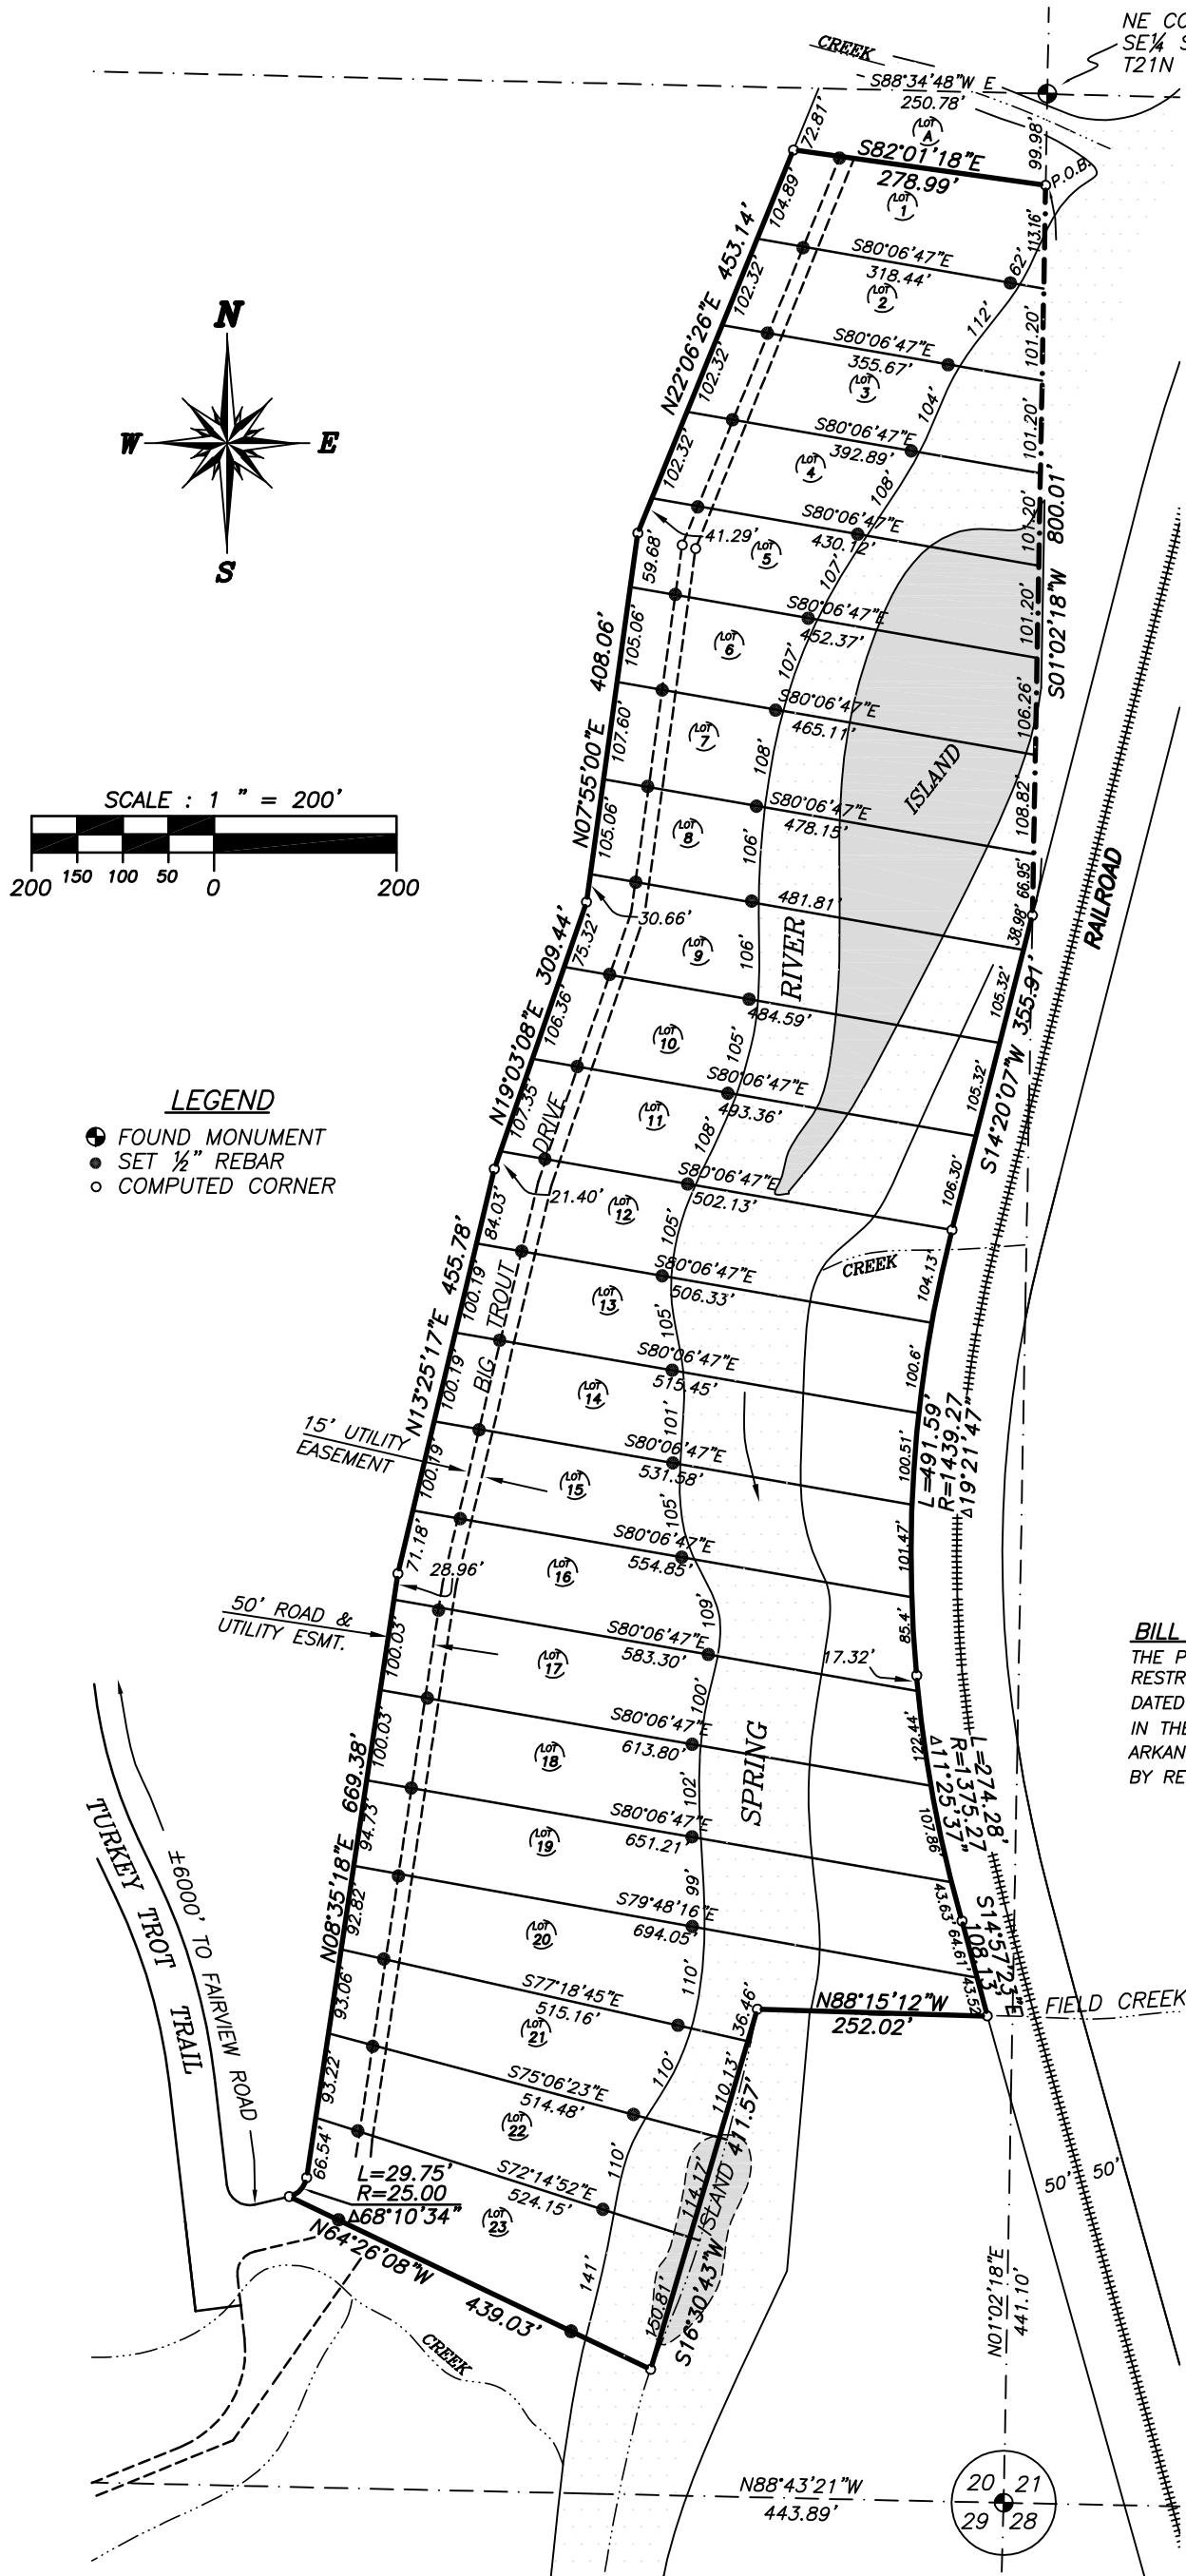 NE CO
SE¼ S
T21N
CREEK
S88°34'48"W E
250.78'
LOT A
72.81'
99.98'
P.O.B.
S82°01'18"E
278.99'
LOT 1
104.89'
113.16'
N22°06'26"E 453.14'
S80°06'47"E
318.44'
62'
LOT 2
102.32'
112'
101.20'
S80°06'47"E
355.67'
LOT 3
102.32'
104'
101.20'
S80°06'47"E
392.89'
LOT 4
102.32'
108'
101.20'
S80°06'47"E
430.12'
41.29'
LOT 5
59.68'
107'
101.20'
S01°02'18"W 800.01'
S80°06'47"E
452.37'
LOT 6
105.06'
107'
106.26'
N07°55'00"E 408.06'
S80°06'47"E
465.11'
LOT 7
107.60'
108'
108.82'
ISLAND
S80°06'47"E
478.15'
LOT 8
105.06'
106'
66.95'
481.81'
30.66'
LOT 9
75.32'
106'
38.98'
RIVER
RAILROAD
N19°03'08"E 309.44'
484.59'
LOT 10
106.36'
105'
105.32'
S80°06'47"E
493.36'
LOT 11
107.35'
108'
105.32'
S14°20'07"W 355.91'
S80°06'47"E
502.13'
21.40'
LOT 12
84.03'
105'
106.30'
BIG TROUT DRIVE
CREEK
S80°06'47"E
506.33'
LOT 13
100.19'
105'
104.13'
N13°25'17"E 455.78'
S80°06'47"E
515.45'
LOT 14
100.19'
101'
100.6'
S80°06'47"E
531.58'
LOT 15
100.19'
105'
100.51'
L=491.59'
R=1439.27
Δ19°21'47"
15' UTILITY
EASEMENT
S80°06'47"E
554.85'
LOT 16
71.18'
28.96'
109'
101.47'
50' ROAD &
UTILITY ESMT.
S80°06'47"E
583.30'
17.32'
LOT 17
100.03'
100'
85.4'
S80°06'47"E
613.80'
LOT 18
100.03'
102'
122.44'
SPRING
L=274.28'
R=1375.27
Δ11°25'37"
N08°35'18"E 669.38'
S80°06'47"E
651.21'
LOT 19
94.73'
99'
107.86'
S79°48'16"E
694.05'
LOT 20
92.82'
110'
43.63'
64.61'
43.52'
S14°57'23"E
108.13'
S77°18'45"E
515.16'
36.46'
N88°15'12"W
252.02'
FIELD CREEK
LOT 21
93.06'
110'
110.13'
S75°06'23"E
514.48'
LOT 22
93.22'
110'
114.17'
ISLAND
S16°30'43"W 411.57'
S72°14'52"E
524.15'
LOT 23
66.54'
141'
150.81'
L=29.75'
R=25.00
Δ68°10'34"
N64°26'08"W
439.03'
CREEK
TURKEY TROT TRAIL
±6000' TO FAIRVIEW ROAD
50' 50'
N01°02'18"E
441.10'
N88°43'21"W
443.89'
20 21
29 28
N
W E
S
SCALE : 1 " = 200'
200 150 100 50 0 200
LEGEND
FOUND MONUMENT
SET ½" REBAR
COMPUTED CORNER
BILL
THE P
RESTR
DATED
IN THE
ARKAN
BY RE